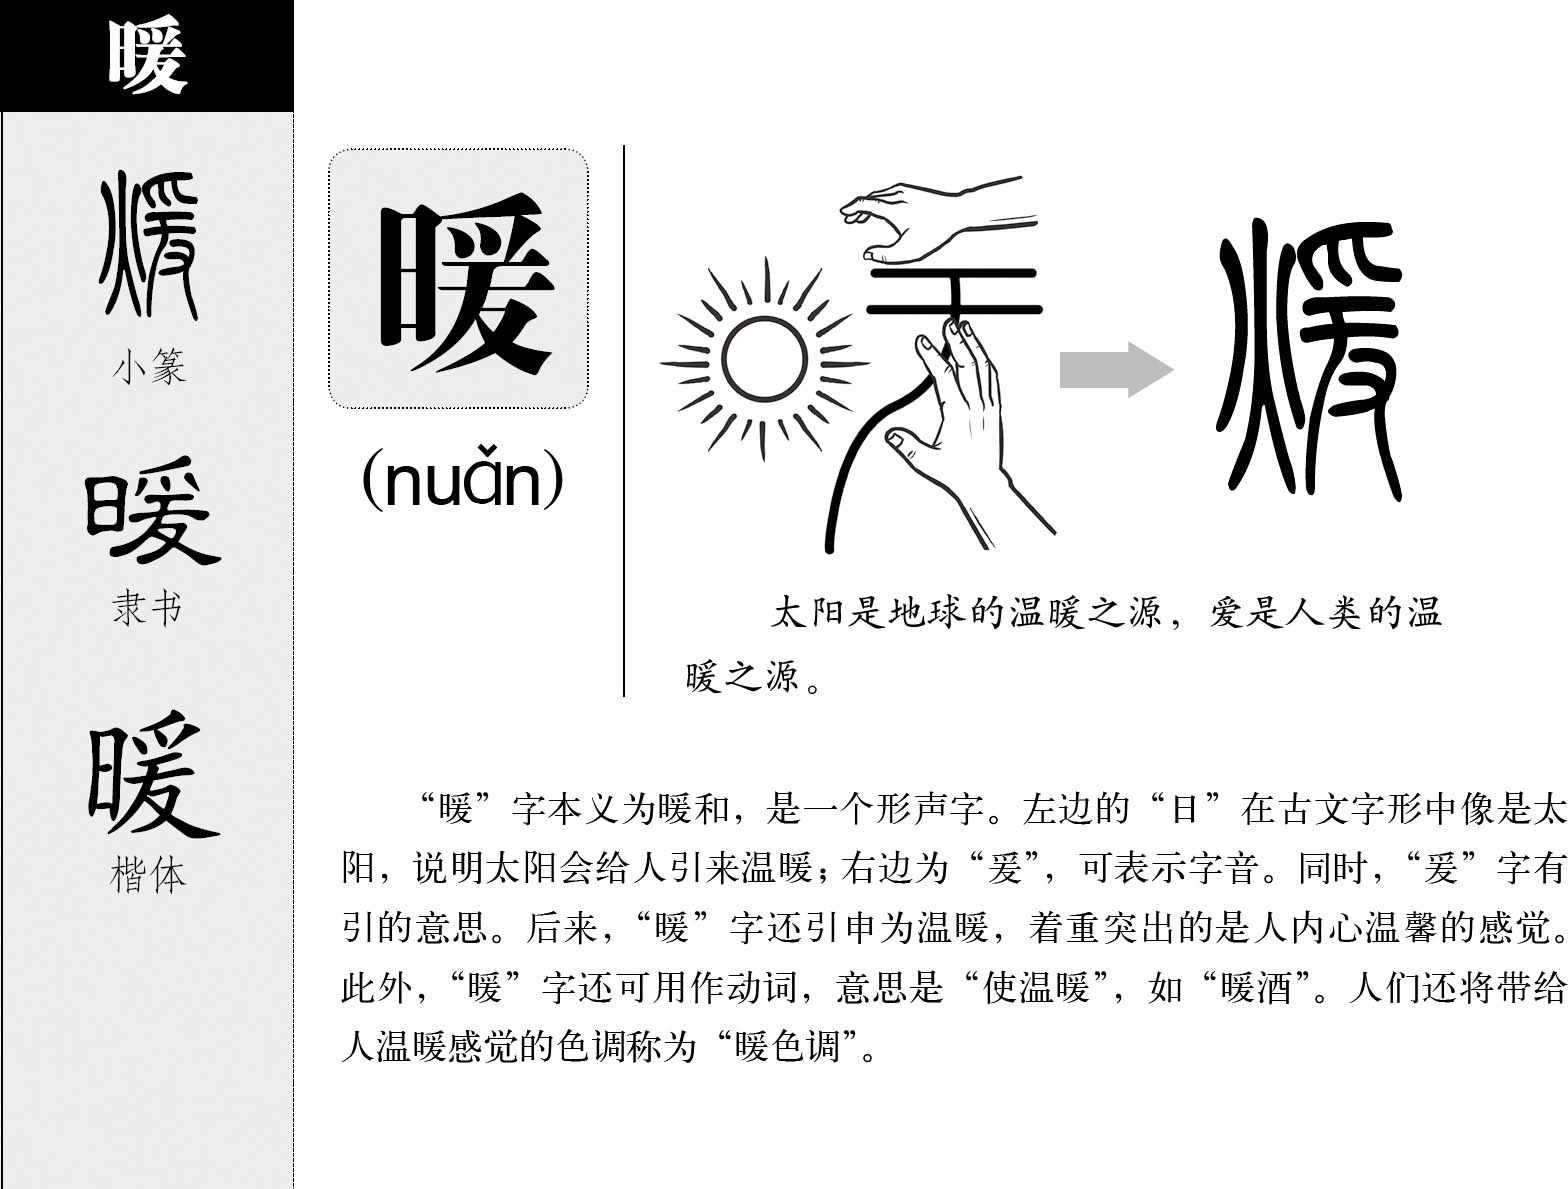 暖
暖
小篆
暖
隶书
暖
楷体
暖
(nuǎn)
暖
太阳是地球的温暖之源，爱是人类的温
暖之源。
“暖”字本义为暖和，是一个形声字。左边的“日”在古文字形中像是太
阳，说明太阳会给人引来温暖；右边为“爰”，可表示字音。同时，“爰”字有
引的意思。后来，“暖”字还引申为温暖，着重突出的是人内心温馨的感觉。
此外，“暖”字还可用作动词，意思是“使温暖”，如“暖酒”。人们还将带给
人温暖感觉的色调称为“暖色调”。